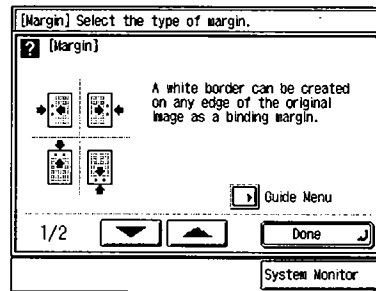 [Margin] Select the type of margin.
? [Margin]
A white border can be created
on any edge of the original
image as a binding margin.
Guide Menu
1/2
Done
System Monitor